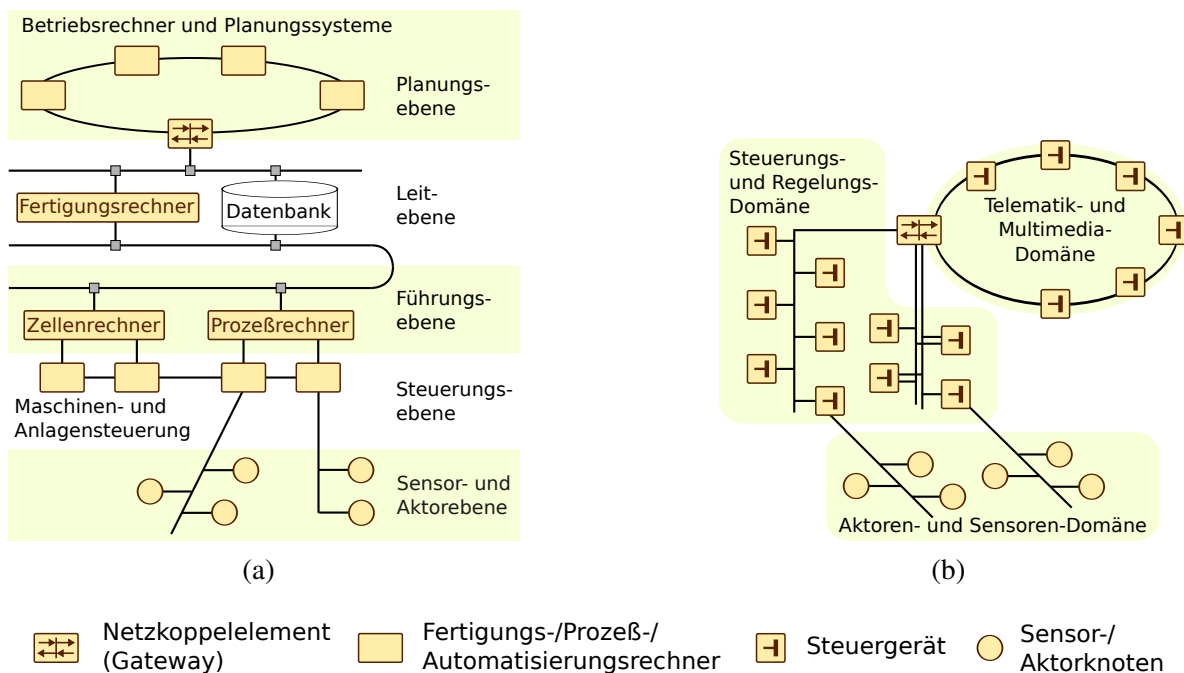 Betriebsrechner und Planungssysteme
Planungs-
ebene
Fertigungsrechner
Datenbank
Leit-
ebene
Führungs-
ebene
Zellenrechner
Prozeßrechner
Steuerungs-
ebene
Maschinen- und
Anlagensteuerung
Sensor- und
Aktorebene
(a)
Steuerungs-
und Regelungs-
Domäne
Telematik- und
Multimedia-
Domäne
Aktoren- und Sensoren-Domäne
(b)
Netzkoppelelement
(Gateway)
Fertigungs-/Prozeß-/
Automatisierungsrechner
Steuergerät
Sensor-/
Aktorknoten